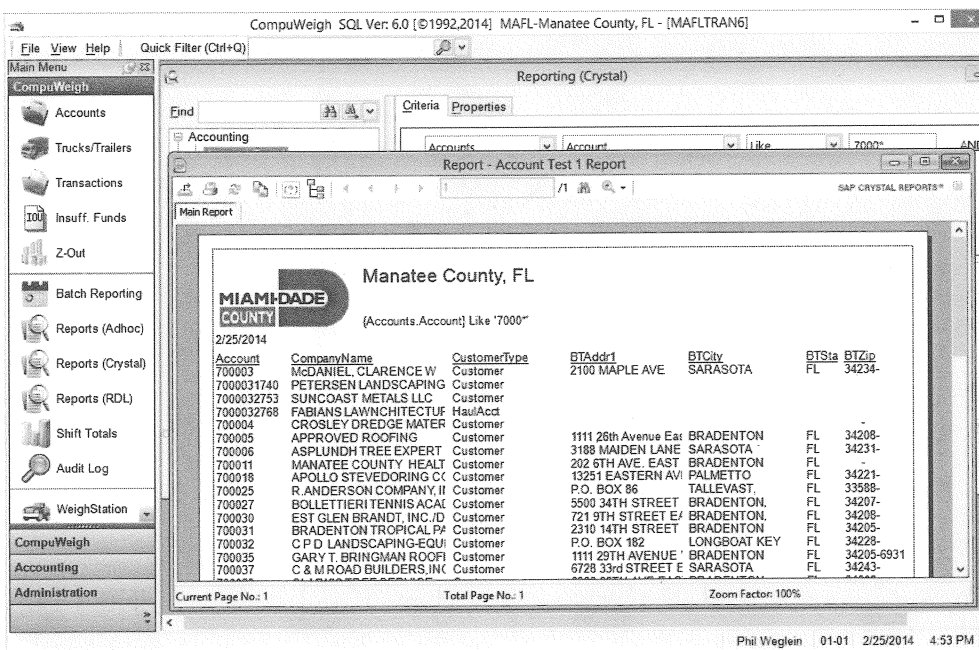 CompuWeigh SQL Ver: 6.0 [©1992,2014] MAFL-Manatee County, FL - [MAFLTRAN6]
File View Help Quick Filter (Ctrl+Q)
Main Menu
CompuWeigh
Accounts
Trucks/Trailers
Transactions
Insuff. Funds
IOU
Z-Out
Batch Reporting
Reports (Adhoc)
Reports (Crystal)
Reports (RDL)
Shift Totals
Audit Log
WeighStation
CompuWeigh
Accounting
Administration
Reporting (Crystal)
Find
Criteria Properties
Accounting
Accounts Account Like 7000* AND
Report - Account Test 1 Report
1 /1 SAP CRYSTAL REPORTS®
Main Report
MIAMI-DADE
COUNTY
Manatee County, FL
{Accounts.Account} Like '7000*'
2/25/2014
Account CompanyName CustomerType BTAddr1 BTCity BTSta BTZip
700003 McDANIEL, CLARENCE W Customer 2100 MAPLE AVE SARASOTA FL 34234-
7000031740 PETERSEN LANDSCAPING Customer
7000032753 SUNCOAST METALS LLC Customer
7000032768 FABIANS LAWNCHITECTUF HaulAcct
700004 CROSLEY DREDGE MATER Customer -
700005 APPROVED ROOFING Customer 1111 26th Avenue Eas BRADENTON FL 34208-
700006 ASPLUNDH TREE EXPERT Customer 3188 MAIDEN LANE SARASOTA FL 34231-
700011 MANATEE COUNTY HEALT Customer 202 6TH AVE. EAST BRADENTON FL -
700018 APOLLO STEVEDORING C( Customer 13251 EASTERN AVI PALMETTO FL 34221-
700025 R.ANDERSON COMPANY, II Customer P.O. BOX 86 TALLEVAST, FL 33588-
700027 BOLLETTIERI TENNIS ACAI Customer 5500 34TH STREET BRADENTON, FL 34207-
700030 EST GLEN BRANDT, INC./D Customer 721 9TH STREET EA BRADENTON, FL 34208-
700031 BRADENTON TROPICAL PA Customer 2310 14TH STREET BRADENTON FL 34205-
700032 C P D LANDSCAPING-EQUI Customer P.O. BOX 182 LONGBOAT KEY FL 34228-
700035 GARY T. BRINGMAN ROOFI Customer 1111 29TH AVENUE ' BRADENTON FL 34205-6931
700036 C & M ROAD BUILDERS,INC Customer 6728 33rd STREET E SARASOTA FL 34243-
Current Page No.: 1 Total Page No.: 1 Zoom Factor: 100%
Phil Weglein 01-01 2/25/2014 4:53 PM